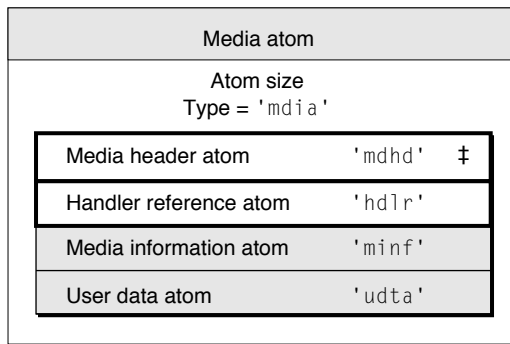 Media atom
Atom size
Type = 'mdia'
Media header atom 'mdhd' ‡
Handler reference atom 'hdlr'
Media information atom 'minf'
User data atom 'udta'